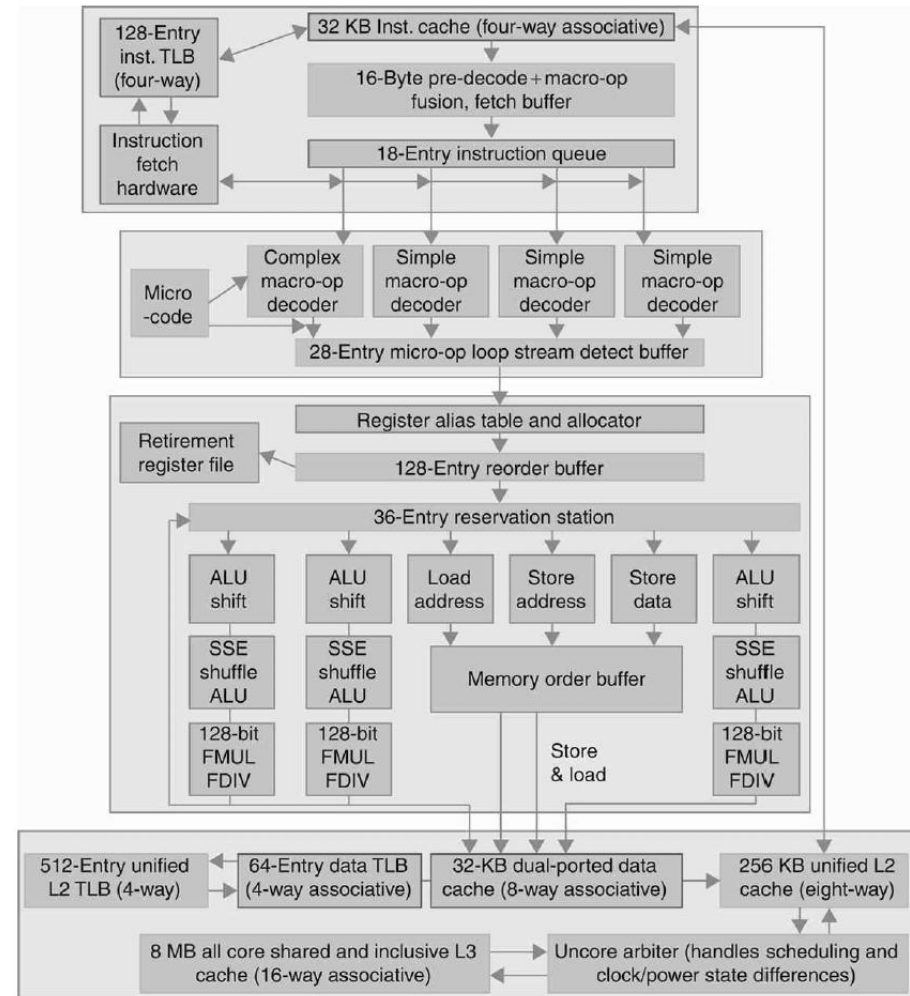 128-Entry
inst. TLB
(four-way)
32 KB Inst. cache (four-way associative)
16-Byte pre-decode+macro-op
fusion, fetch buffer
Instruction
fetch
hardware
18-Entry instruction queue
Micro
-code
Complex
macro-op
decoder
Simple
macro-op
decoder
Simple
macro-op
decoder
Simple
macro-op
decoder
28-Entry micro-op loop stream detect buffer
Register alias table and allocator
Retirement
register file
128-Entry reorder buffer
36-Entry reservation station
ALU
shift
ALU
shift
Load
address
Store
address
Store
data
ALU
shift
SSE
shuffle
ALU
SSE
shuffle
ALU
Memory order buffer
SSE
shuffle
ALU
128-bit
FMUL
FDIV
128-bit
FMUL
FDIV
Store
& load
128-bit
FMUL
FDIV
512-Entry unified
L2 TLB (4-way)
64-Entry data TLB
(4-way associative)
32-KB dual-ported data
cache (8-way associative)
256 KB unified L2
cache (eight-way)
8 MB all core shared and inclusive L3
cache (16-way associative)
Uncore arbiter (handles scheduling and
clock/power state differences)